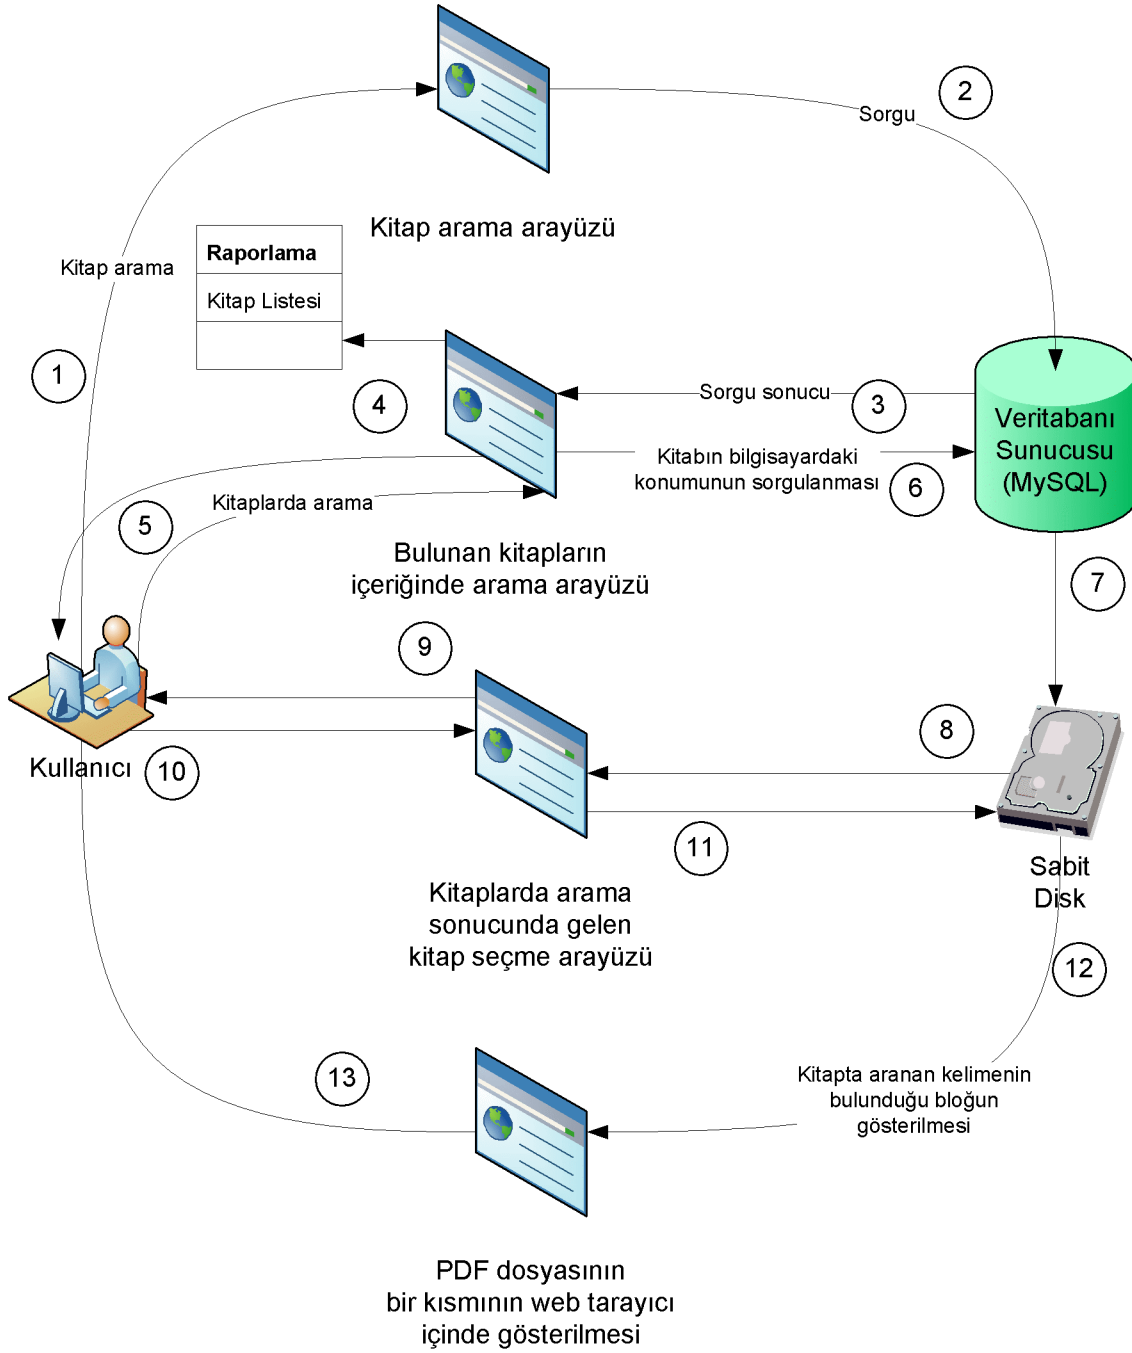 2
Sorgu
Kitap arama arayüzü
Raporlama
Kitap Listesi
Kitap arama
1
4
Sorgu sonucu
3
Veritabanı
Sunucusu
(MySQL)
Kitabın bilgisayardaki
konumunun sorgulanması
6
Kitaplarda arama
5
Bulunan kitapların
içeriğinde arama arayüzü
7
9
8
Kullanıcı
10
11
Sabit
Disk
Kitaplarda arama
sonucunda gelen
kitap seçme arayüzü
12
13
Kitapta aranan kelimenin
bulunduğu bloğun
gösterilmesi
PDF dosyasının
bir kısmının web tarayıcı
içinde gösterilmesi